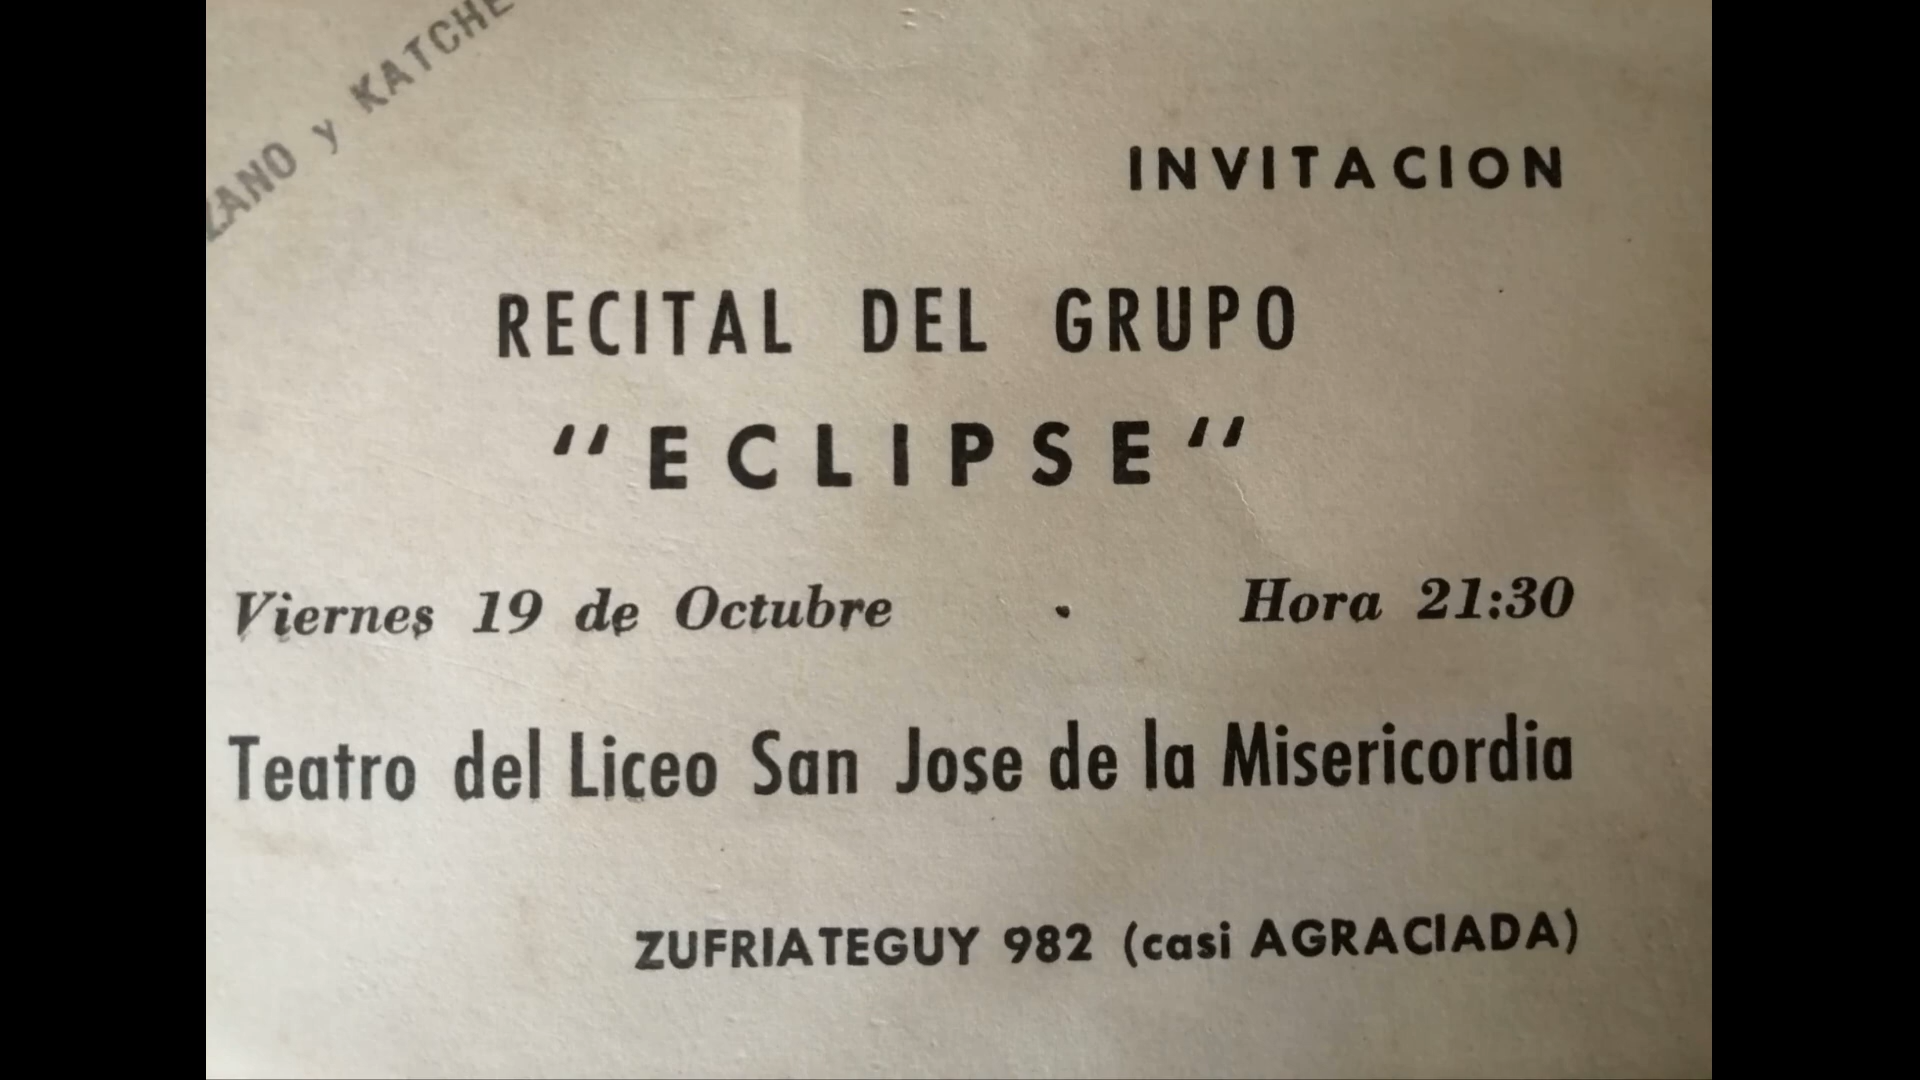 ZANO y KATCHE
INVITACION
RECITAL DEL GRUPO
"ECLIPSE"
Viernes 19 de Octubre . Hora 21:30
Teatro del Liceo San Jose de la Misericordia
ZUFRIATEGUY 982 (casi AGRACIADA)